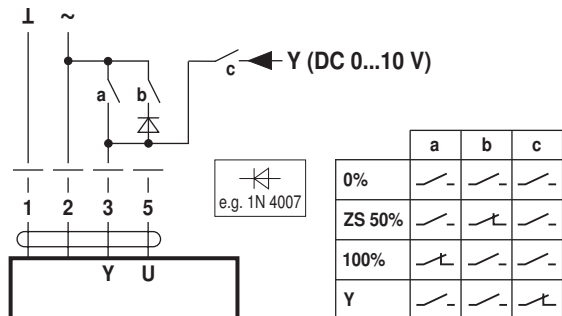 ⊥ ~
c Y (DC 0...10 V)
a b
e.g. 1N 4007
1 2 3 5
Y U
a b c
0%
ZS 50%
100%
Y